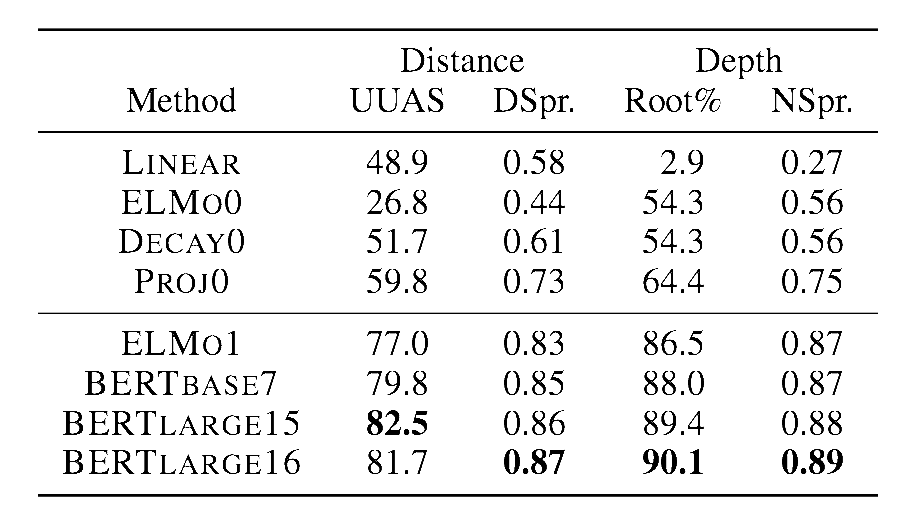 Distance Depth
Method UUAS DSpr. Root% NSpr.
LINEAR 48.9 0.58 2.9 0.27
ELMO0 26.8 0.44 54.3 0.56
DECAY0 51.7 0.61 54.3 0.56
PROJ0 59.8 0.73 64.4 0.75
ELMO1 77.0 0.83 86.5 0.87
BERTBASE7 79.8 0.85 88.0 0.87
BERTLARGE15 82.5 0.86 89.4 0.88
BERTLARGE16 81.7 0.87 90.1 0.89